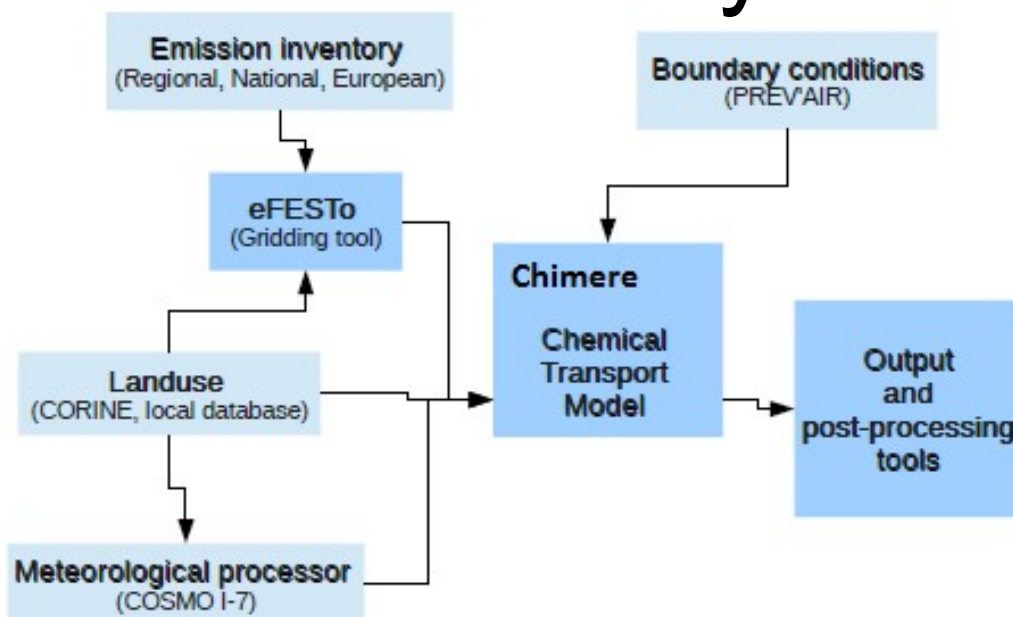 y
Emission inventory
(Regional, National, European)
Boundary conditions
(PREV'AIR)
eFESTo
(Gridding tool)
Chimere
Chemical
Transport
Model
Landuse
(CORINE, local database)
Output
and
post-processing
tools
Meteorological processor
(COSMO I-7)